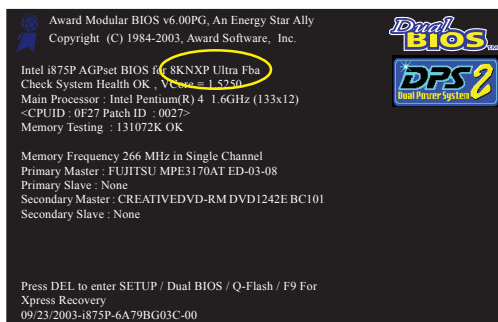 Award Modular BIOS v6.00PG, An Energy Star Ally
Copyright (C) 1984-2003, Award Software, Inc.
Dual
BIOS
TM
Intel i875P AGPset BIOS for 8KNXP Ultra Fba
Check System Health OK , VCore = 1.5250
Main Processor : Intel Pentium(R) 4 1.6GHz (133x12)
<CPUID : 0F27 Patch ID : 0027>
Memory Testing : 131072K OK
DPS2
Dual Power System
Memory Frequency 266 MHz in Single Channel
Primary Master : FUJITSU MPE3170AT ED-03-08
Primary Slave : None
Secondary Master : CREATIVEDVD-RM DVD1242E BC101
Secondary Slave : None
Press DEL to enter SETUP / Dual BIOS / Q-Flash / F9 For
Xpress Recovery
09/23/2003-i875P-6A79BG03C-00